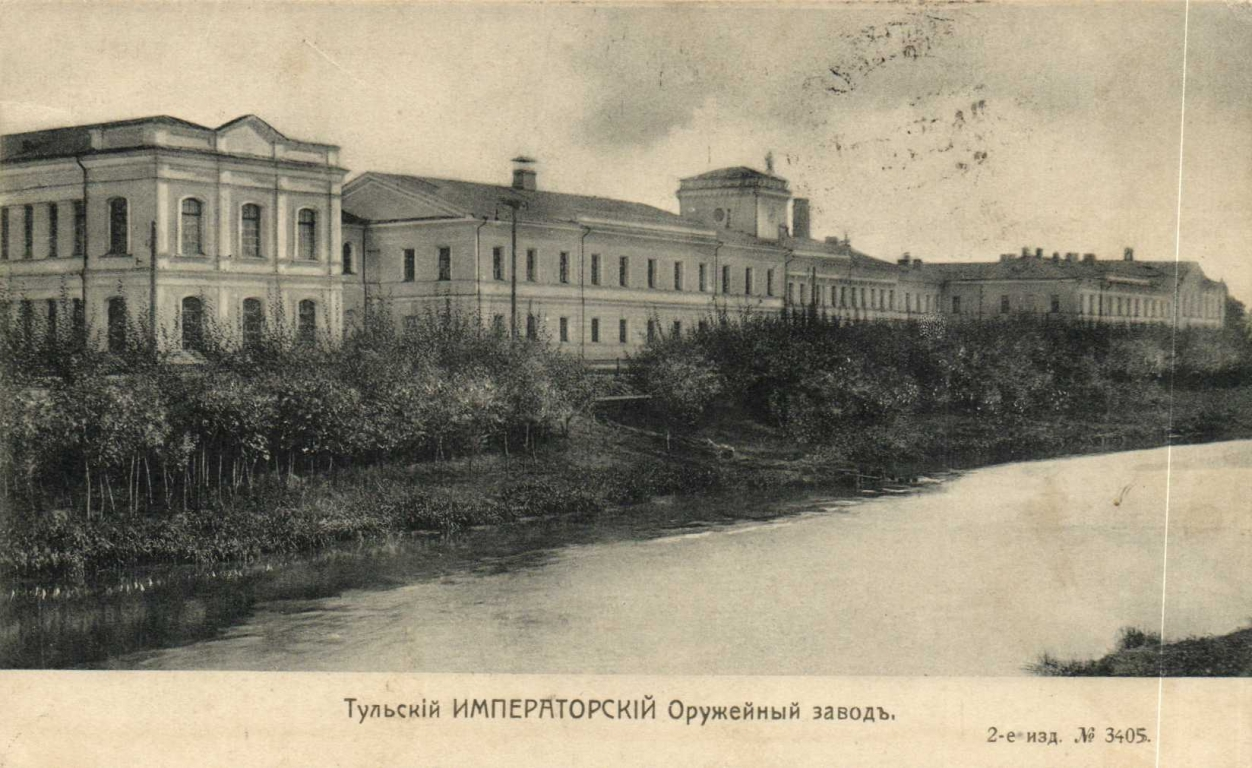 Тульскій ИМПЕРАТОРСКІЙ Оружейный заводъ.
2-е изд. № 3405.